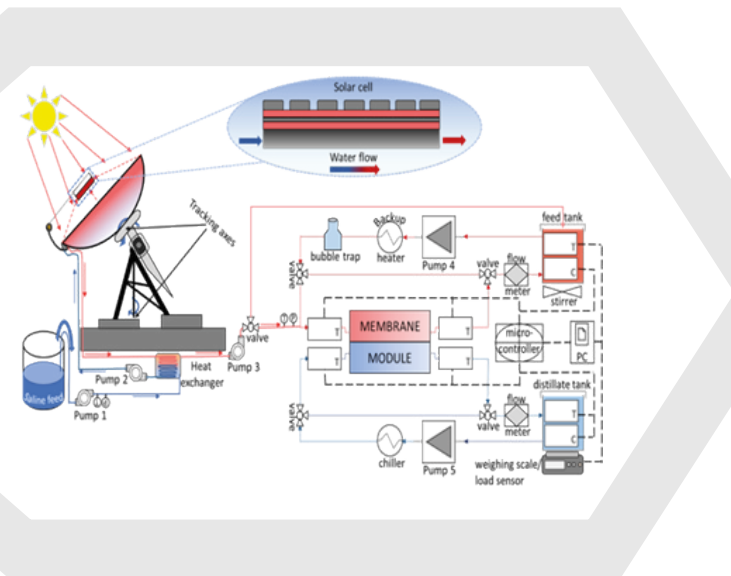 Solar cell
Water flow
Tracking axes
feed tank
T
C
stirrer
bubble trap
Backup
heater
Pump 4
valve
valve
flow
meter
valve
T
P
T
T
MEMBRANE
MODULE
T
T
micro-
controller
PC
Saline feed
Pump 2
Pump 1
Heat
exchanger
Pump 3
valve
valve
flow
meter
distillate tank
T
C
chiller
Pump 5
weighing scale/
load sensor